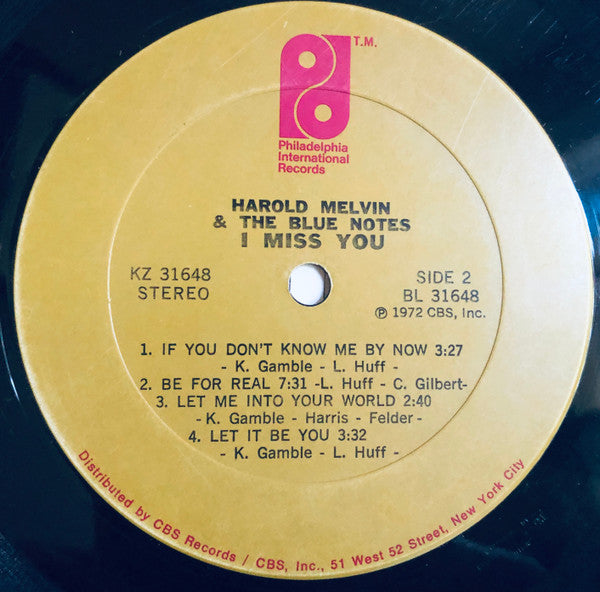 T.M.
Philadelphia
International
Records
HAROLD MELVIN
& THE BLUE NOTES
I MISS YOU
KZ 31648
STEREO
SIDE 2
BL 31648
Ⓟ 1972 CBS, Inc.
1. IF YOU DON'T KNOW ME BY NOW 3:27
- K. Gamble - L. Huff -
2. BE FOR REAL 7:31 -L. Huff - C. Gilbert-
3. LET ME INTO YOUR WORLD 2:40
-K. Gamble - Harris - Felder -
4. LET IT BE YOU 3:32
- K. Gamble - L. Huff -
Distributed by CBS Records / CBS, Inc., 51 West 52 Street, New York City